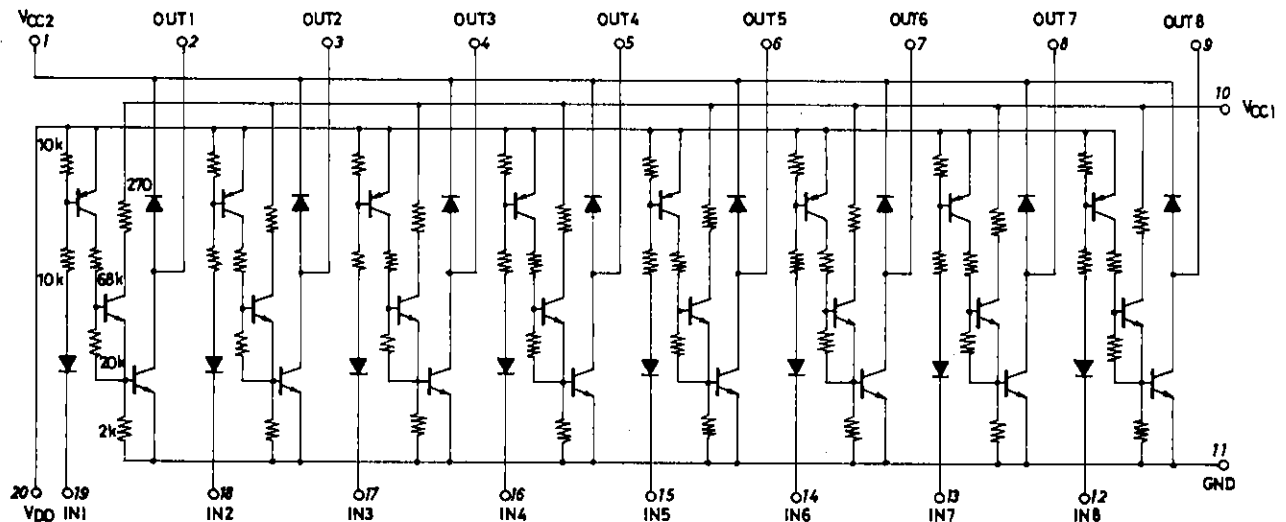 VCC2 OUT1 OUT2 OUT3 OUT4 OUT5 OUT6 OUT7 OUT8
1 2 3 4 5 6 7 8 9
10
VCC1
10k
270
10k
68k
20k
2k
11
GND
20 19 18 17 16 15 14 13 12
VDD IN1 IN2 IN3 IN4 IN5 IN6 IN7 IN8